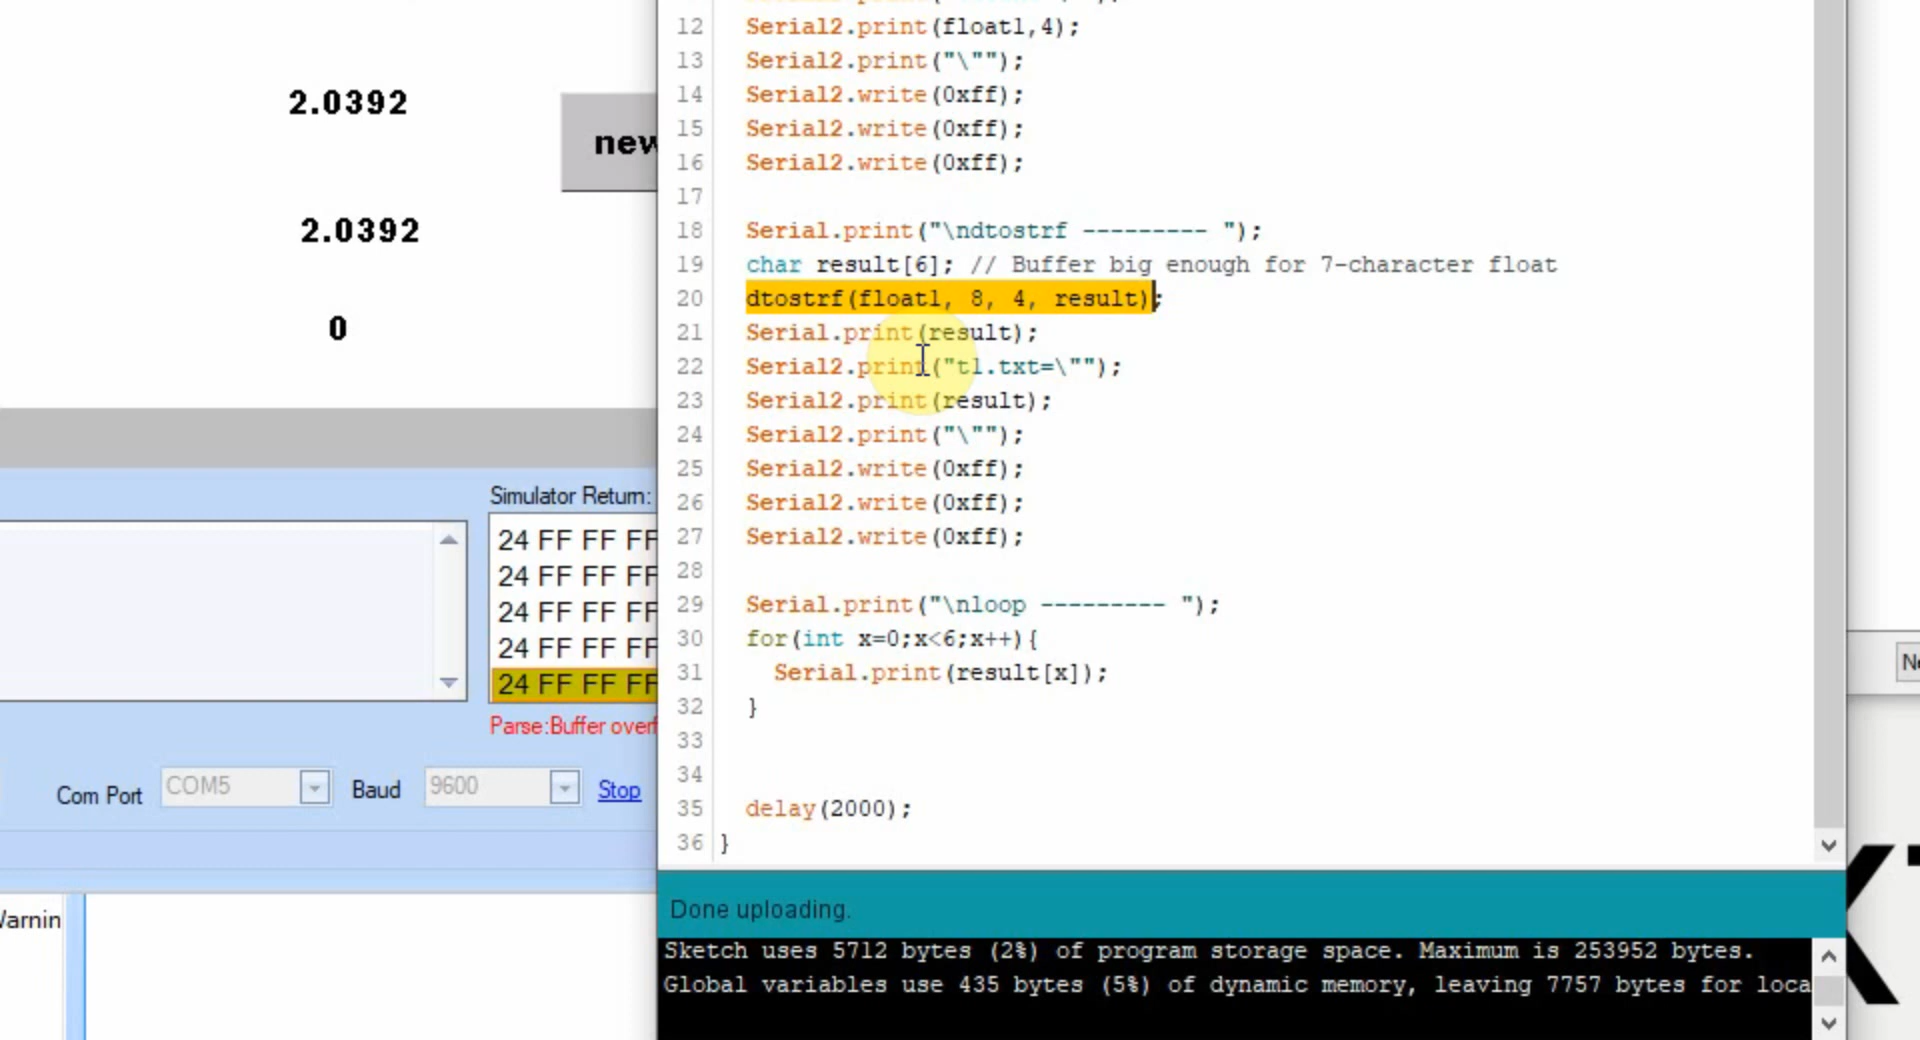 2.0392
new
2.0392
0
Simulator Return:
24 FF FF FF
24 FF FF FF
24 FF FF FF
24 FF FF FF
24 FF FF FF
Parse:Buffer overf
Com Port COM5 Baud 9600 Stop
Warnin
12 Serial2.print(float1,4);
13 Serial2.print("\"");
14 Serial2.write(0xff);
15 Serial2.write(0xff);
16 Serial2.write(0xff);
17
18 Serial.print("\ndtostrf --------- ");
19 char result[6]; // Buffer big enough for 7-character float
20 dtostrf(float1, 8, 4, result);
21 Serial.print(result);
22 Serial2.print("t1.txt=\"");
23 Serial2.print(result);
24 Serial2.print("\"");
25 Serial2.write(0xff);
26 Serial2.write(0xff);
27 Serial2.write(0xff);
28
29 Serial.print("\nloop --------- ");
30 for(int x=0;x<6;x++){
31 Serial.print(result[x]);
32 }
33
34
35 delay(2000);
36 }
Done uploading.
Sketch uses 5712 bytes (2%) of program storage space. Maximum is 253952 bytes.
Global variables use 435 bytes (5%) of dynamic memory, leaving 7757 bytes for loca